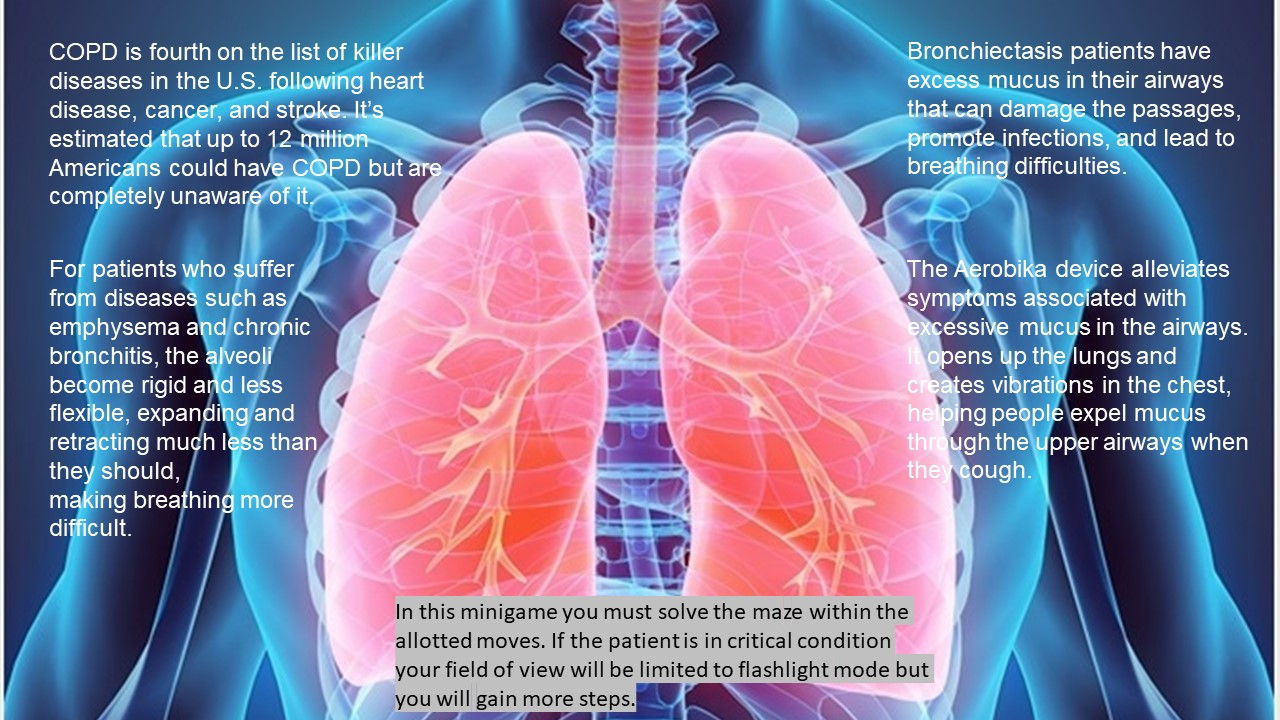 COPD is fourth on the list of killer
diseases in the U.S. following heart
disease, cancer, and stroke. It’s
estimated that up to 12 million
Americans could have COPD but are
completely unaware of it.
For patients who suffer
from diseases such as
emphysema and chronic
bronchitis, the alveoli
become rigid and less
flexible, expanding and
retracting much less than
they should,
making breathing more
difficult.
Bronchiectasis patients have
excess mucus in their airways
that can damage the passages,
promote infections, and lead to
breathing difficulties.
The Aerobika device alleviates
symptoms associated with
excessive mucus in the airways.
It opens up the lungs and
creates vibrations in the chest,
helping people expel mucus
through the upper airways when
they cough.
In this minigame you must solve the maze within the
allotted moves. If the patient is in critical condition
your field of view will be limited to flashlight mode but
you will gain more steps.